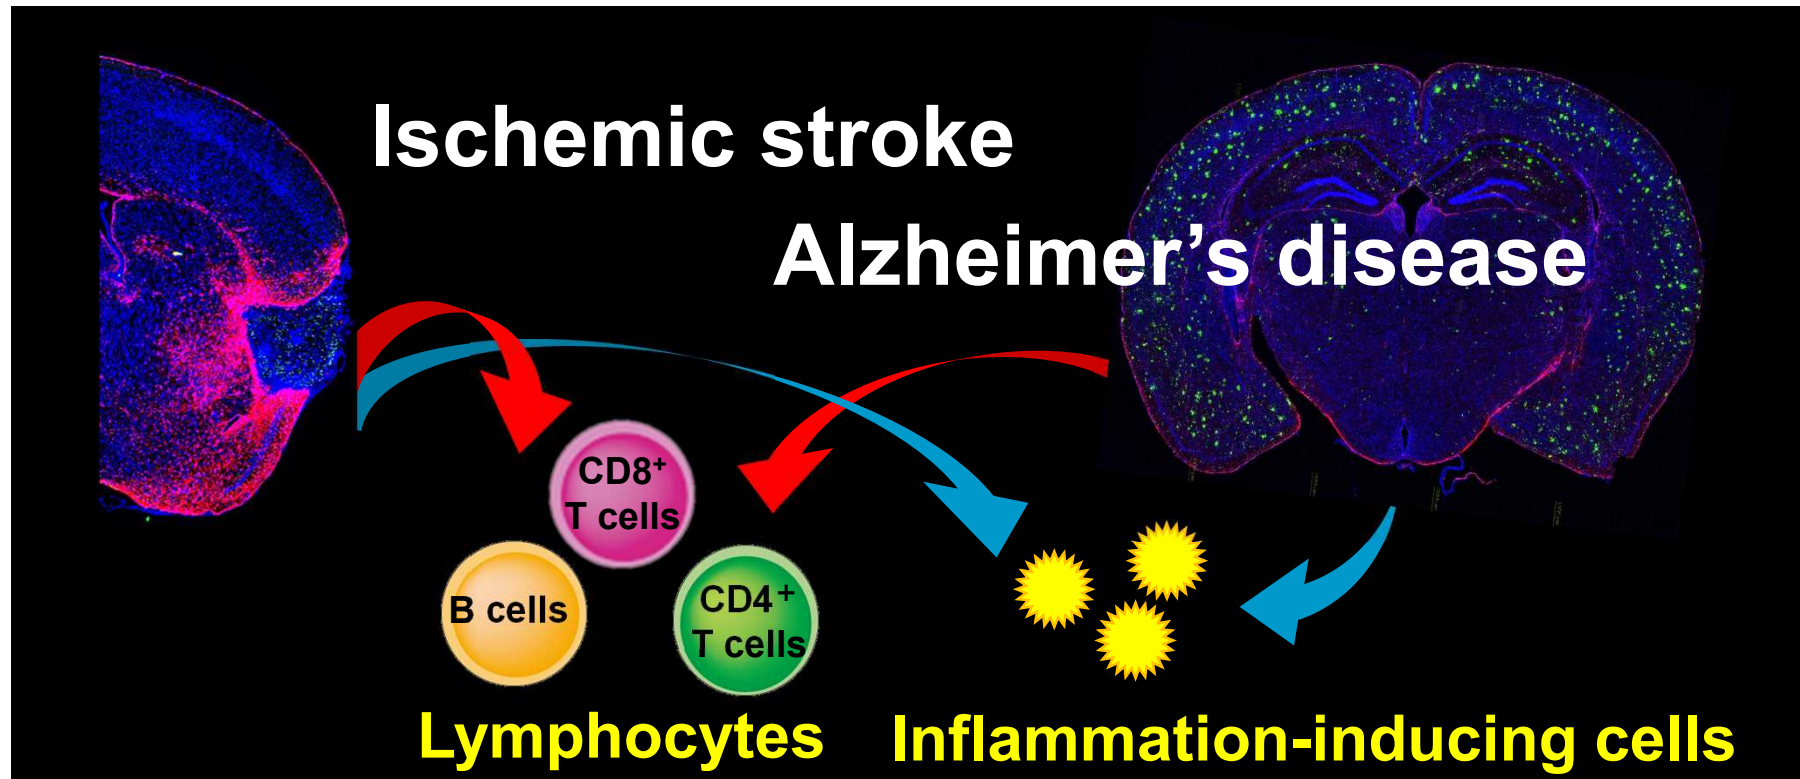 Ischemic stroke
Alzheimer’s disease
CD8⁺
T cells
B cells
CD4⁺
T cells
Lymphocytes
Inflammation-inducing cells